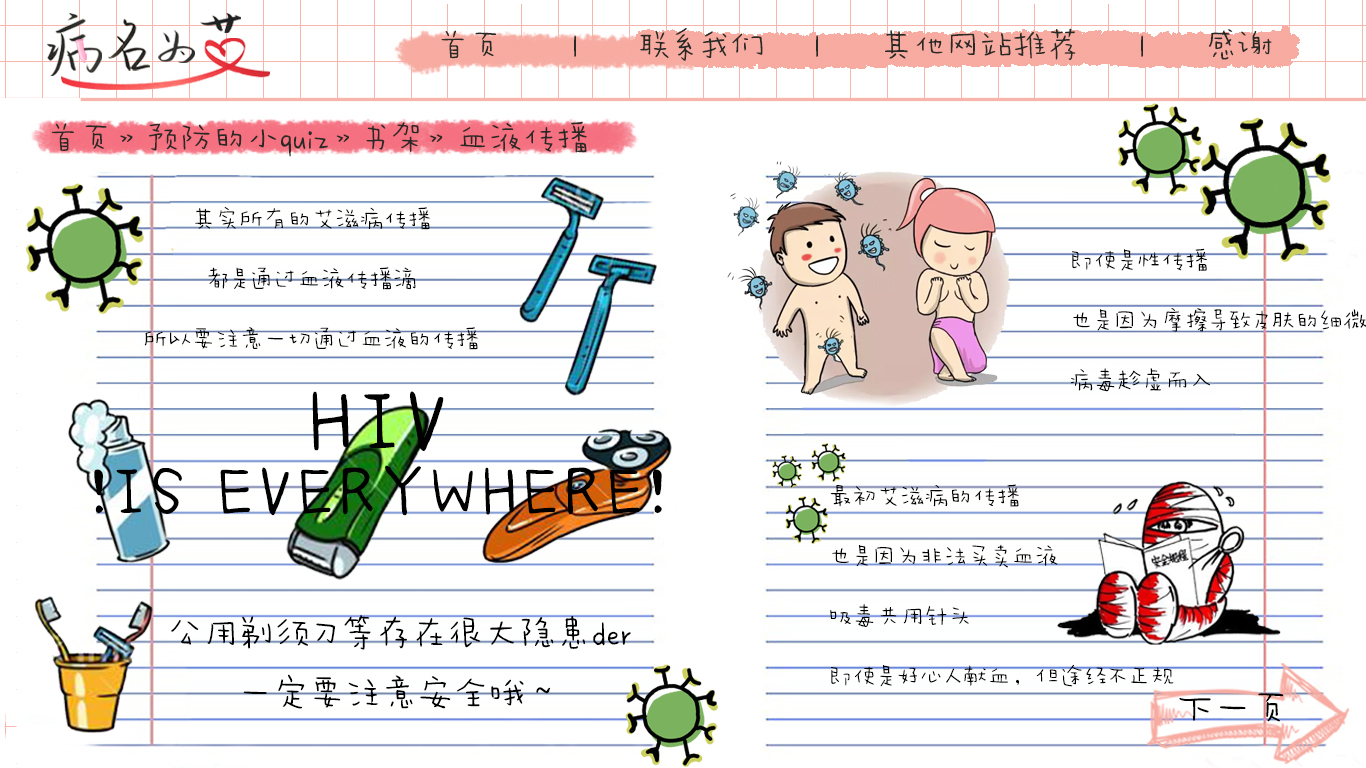 病名为艾
首页 | 联系我们 | 其他网站推荐 | 感谢
首页»预防的小quiz»书架»血液传播
其实所有的艾滋病传播
都是通过血液传播滴
所以要注意一切通过血液的传播
HIV
!IS EVERYWHERE!
公用剃须刀等存在很大隐患der
一定要注意安全哦~
即使是性传播
也是因为摩擦导致皮肤的细微
病毒趁虚而入
最初艾滋病的传播
也是因为非法买卖血液
吸毒共用针头
即使是好心人献血，但途经不正规
下一页